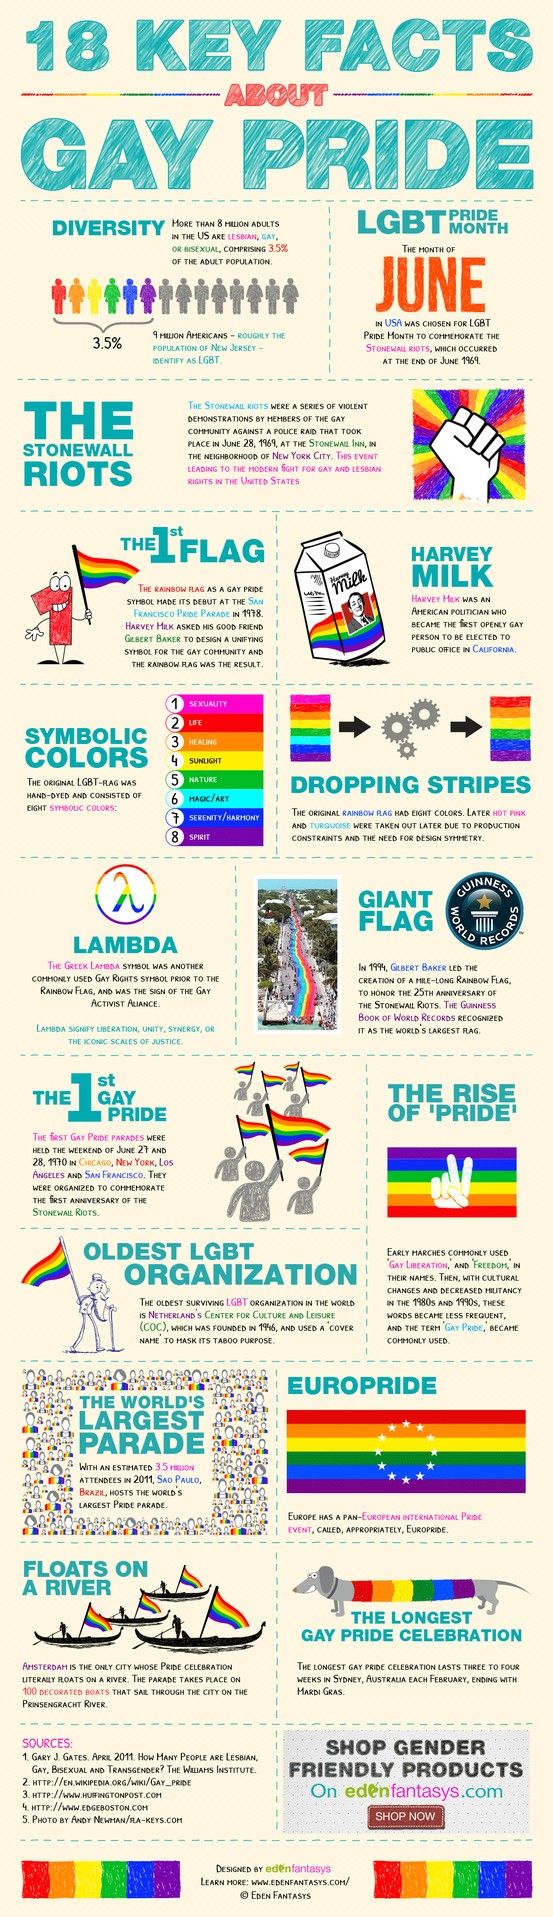 18 KEY FACTS
ABOUT
GAY PRIDE
DIVERSITY
More than 8 million adults
in the US are lesbian, gay,
or bisexual, comprising 3.5%
of the adult population.
3.5%
9 million Americans – roughly the
population of New Jersey –
identify as LGBT.
LGBT PRIDE
MONTH
The month of
JUNE
in USA was chosen for LGBT
Pride Month to commemorate the
Stonewall riots, which occurred
at the end of June 1969.
THE
STONEWALL
RIOTS
The Stonewall riots were a series of violent
demonstrations by members of the gay
community against a police raid that took
place in June 28, 1969, at the Stonewall Inn, in
the neighborhood of New York City. This event
leading to the modern fight for gay and lesbian
rights in the United States
THE 1st FLAG
The rainbow flag as a gay pride
symbol made its debut at the San
Francisco Pride Parade in 1978.
Harvey Milk asked his good friend
Gilbert Baker to design a unifying
symbol for the gay community and
the rainbow flag was the result.
Harvey
Milk
HARVEY
MILK
Harvey Milk was an
American politician who
became the first openly gay
person to be elected to
public office in California.
SYMBOLIC
COLORS
The original LGBT-flag was
hand-dyed and consisted of
eight symbolic colors:
1 SEXUALITY
2 LIFE
3 HEALING
4 SUNLIGHT
5 NATURE
6 MAGIC/ART
7 SERENITY/HARMONY
8 SPIRIT
DROPPING STRIPES
The original rainbow flag had eight colors. Later hot pink
and turquoise were taken out later due to production
constraints and the need for design symmetry.
λ
LAMBDA
The Greek Lambda symbol was another
commonly used Gay Rights symbol prior to the
Rainbow Flag, and was the sign of the Gay
Activist Aliance.
Lambda signify liberation, unity, synergy, or
the iconic scales of justice.
GIANT
FLAG
GUINNESS
WORLD RECORDS
In 1994, Gilbert Baker led the
creation of a mile-long Rainbow Flag,
to honor the 25th anniversary of
the Stonewall Riots. The Guinness
Book of World Records recognized
it as the world's largest flag.
THE 1st GAY
PRIDE
The first Gay Pride parades were
held the weekend of June 27 and
28, 1970 in Chicago, New York, Los
Angeles and San Francisco. They
were organized to commemorate
the first anniversary of the
Stonewall Riots.
THE RISE
OF 'PRIDE'
Early marches commonly used
'Gay Liberation,' and 'Freedom,' in
their names. Then, with cultural
changes and decreased militancy
in the 1980s and 1990s, these
words became less frequent,
and the term 'Gay Pride,' became
commonly used.
OLDEST LGBT
ORGANIZATION
The oldest surviving LGBT organization in the world
is Netherland's Center for Culture and Leisure
(COC), which was founded in 1946, and used a 'cover
name' to mask its taboo purpose.
THE WORLD'S
LARGEST
PARADE
With an estimated 3.5 million
attendees in 2011, Sao Paulo,
Brazil, hosts the world's
largest Pride parade.
EUROPRIDE
Europe has a pan-European international Pride
event, called, appropriately, Europride.
FLOATS ON
A RIVER
Amsterdam is the only city whose Pride celebration
literally floats on a river. The parade takes place on
100 decorated boats that sail through the city on the
Prinsengracht River.
THE LONGEST
GAY PRIDE CELEBRATION
The longest gay pride celebration lasts three to four
weeks in Sydney, Australia each February, ending with
Mardi Gras.
SOURCES:
1. Gary J. Gates. April 2011. How Many People are Lesbian,
Gay, Bisexual and Transgender? The Williams Institute.
2. http://en.wikipedia.org/wiki/Gay_pride
3. http://www.huffingtonpost.com
4. http://www.edgeboston.com
5. Photo by Andy Newman/fla-keys.com
SHOP GENDER
FRIENDLY PRODUCTS
On edenfantasys.com
SHOP NOW
Designed by edenfantasys
Learn more: www.edenfantasys.com/
© Eden Fantasys